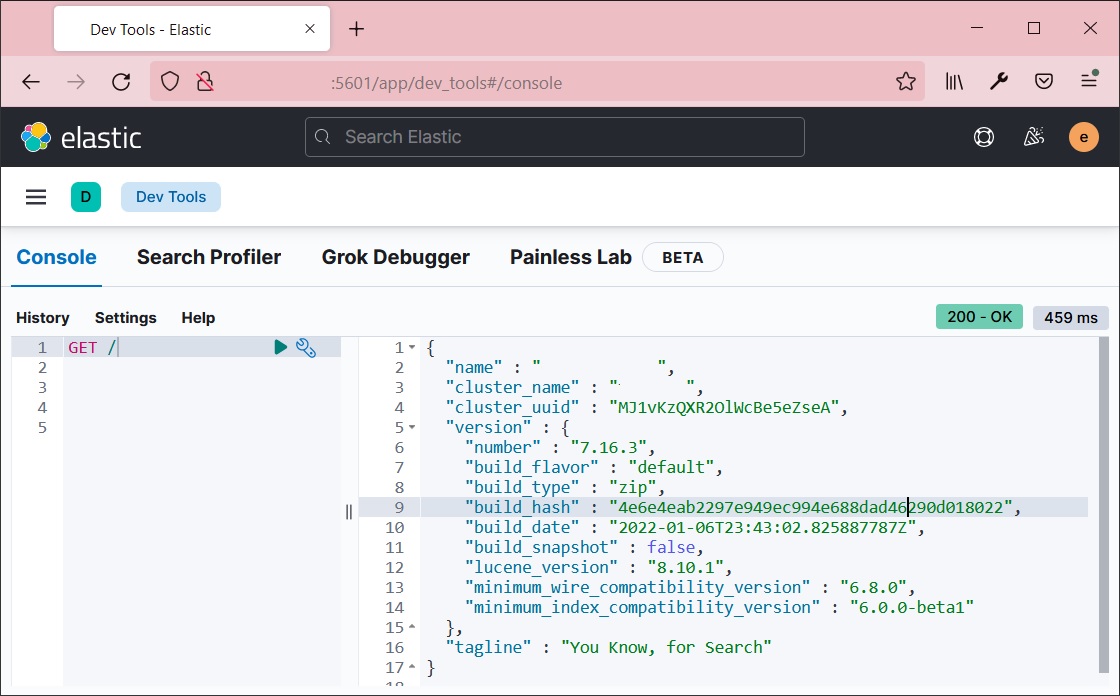 Dev Tools - Elastic
:5601/app/dev_tools#/console
elastic
Search Elastic
e
D
Dev Tools
Console Search Profiler Grok Debugger Painless Lab BETA
History Settings Help
200 - OK 459 ms
1 GET /
2
3
4
5
1 {
2 "name" : " ",
3 "cluster_name" : " ",
4 "cluster_uuid" : "MJ1vKzQXR2OlWcBe5eZseA",
5 "version" : {
6 "number" : "7.16.3",
7 "build_flavor" : "default",
8 "build_type" : "zip",
9 "build_hash" : "4e6e4eab2297e949ec994e688dad46290d018022",
10 "build_date" : "2022-01-06T23:43:02.825887787Z",
11 "build_snapshot" : false,
12 "lucene_version" : "8.10.1",
13 "minimum_wire_compatibility_version" : "6.8.0",
14 "minimum_index_compatibility_version" : "6.0.0-beta1"
15 },
16 "tagline" : "You Know, for Search"
17 }
18